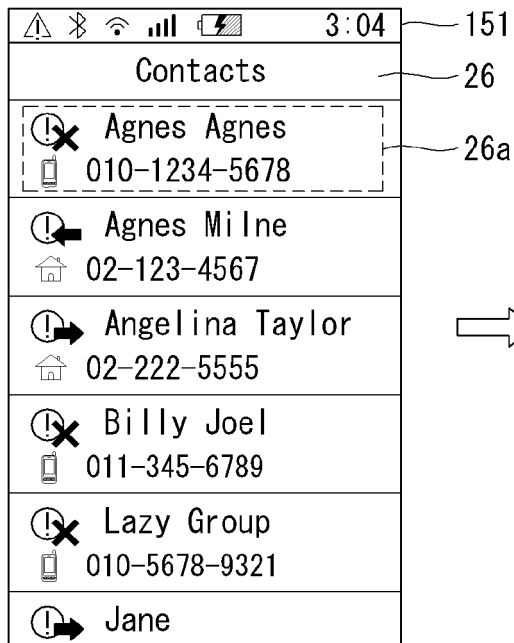 3:04
151
Contacts
26
Agnes Agnes
26a
010-1234-5678
Agnes Milne
02-123-4567
Angelina Taylor
02-222-5555
Billy Joel
011-345-6789
Lazy Group
010-5678-9321
Jane